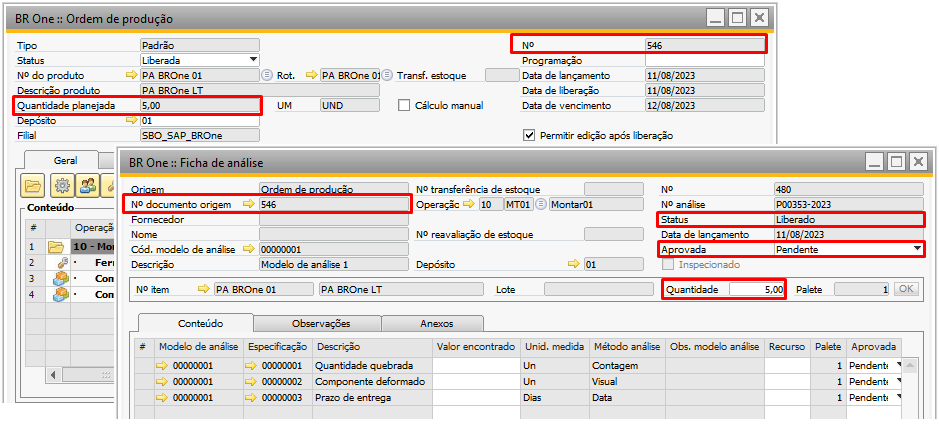 BR One :: Ordem de produção
Tipo Padrão Nº 546
Status Liberada Programação
Nº do produto PA BROne 01 Rot. PA BROne 01 Transf. estoque Data de lançamento 11/08/2023
Descrição produto PA BROne LT Data de liberação 11/08/2023
Quantidade planejada 5,00 UM UND Cálculo manual Data de vencimento 12/08/2023
Depósito 01
Filial SBO_SAP_BROne Permitir edição após liberação
Geral
Conteúdo
# Operação
1 10 - Mon
2 · Ferr
3 · Con
4 · Con
BR One :: Ficha de análise
Origem Ordem de produção Nº transferência de estoque Nº 480
Nº documento origem 546 Operação 10 MT01 Montar01 Nº análise P00353-2023
Fornecedor Status Liberado
Nome Nº reavaliação de estoque Data de lançamento 11/08/2023
Cód. modelo de análise 00000001 Aprovada Pendente
Descrição Modelo de análise 1 Depósito 01 Inspecionado
Nº item PA BROne 01 PA BROne LT Lote Quantidade 5,00 Palete 1 OK
Conteúdo Observações Anexos
# Modelo de análise Especificação Descrição Valor encontrado Unid. medida Método análise Obs. modelo análise Recurso Palete Aprovada
00000001 00000001 Quantidade quebrada Un Contagem 1 Pendente
00000001 00000002 Componente deformado Un Visual 1 Pendente
00000001 00000003 Prazo de entrega Dias Data 1 Pendente